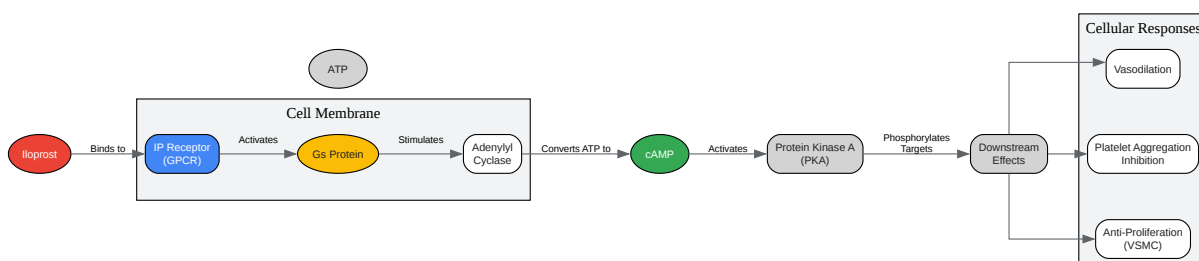 Cellular Responses
ATP
Vasodilation
Cell Membrane
Iloprost
Binds to
IP Receptor
(GPCR)
Activates
Gs Protein
Stimulates
Adenylyl
Cyclase
Converts ATP to
cAMP
Activates
Protein Kinase A
(PKA)
Phosphorylates
Targets
Downstream
Effects
Platelet Aggregation
Inhibition
Anti-Proliferation
(VSMC)